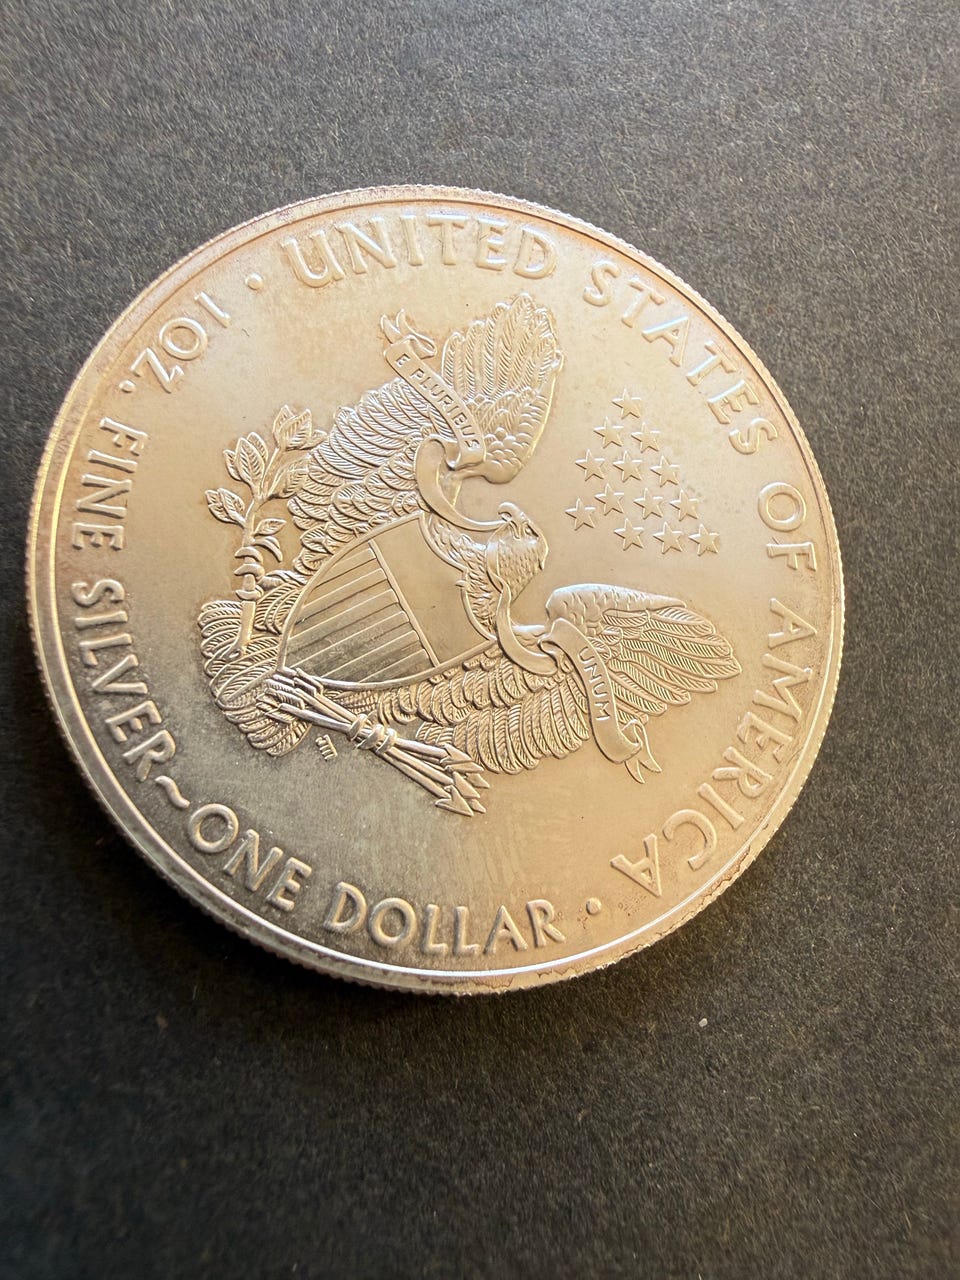 UNITED STATES OF AMERICA
1 OZ. FINE SILVER~ONE DOLLAR
E PLURIBUS
UNUM